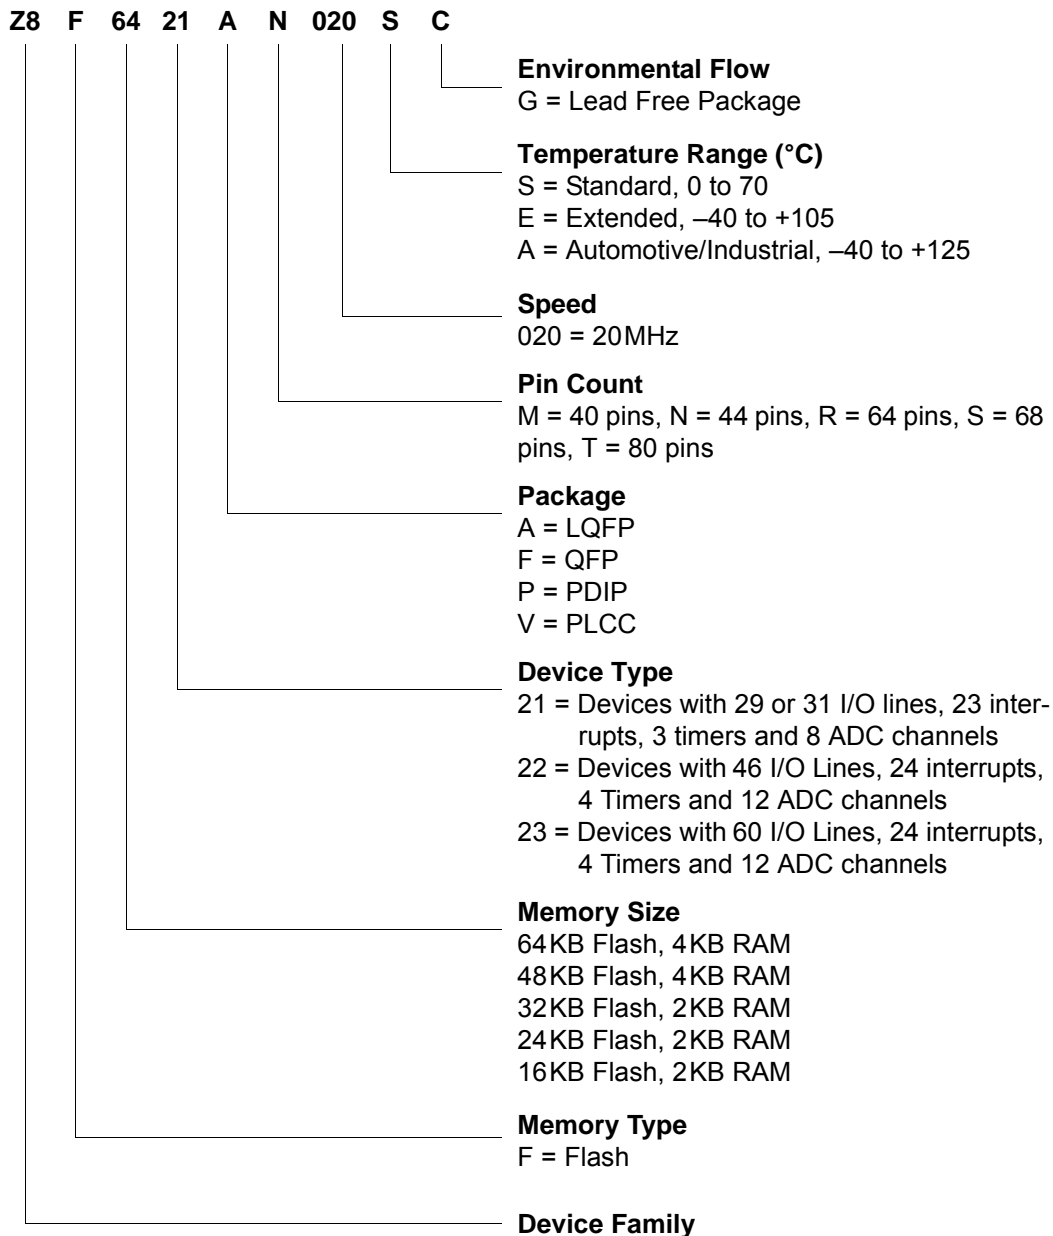 Z8 F 64 21 A N 020 S C
Environmental Flow
G = Lead Free Package
Temperature Range (°C)
S = Standard, 0 to 70
E = Extended, –40 to +105
A = Automotive/Industrial, –40 to +125
Speed
020 = 20MHz
Pin Count
M = 40 pins, N = 44 pins, R = 64 pins, S = 68
pins, T = 80 pins
Package
A = LQFP
F = QFP
P = PDIP
V = PLCC
Device Type
21 = Devices with 29 or 31 I/O lines, 23 inter-
rupts, 3 timers and 8 ADC channels
22 = Devices with 46 I/O Lines, 24 interrupts,
4 Timers and 12 ADC channels
23 = Devices with 60 I/O Lines, 24 interrupts,
4 Timers and 12 ADC channels
Memory Size
64KB Flash, 4KB RAM
48KB Flash, 4KB RAM
32KB Flash, 2KB RAM
24KB Flash, 2KB RAM
16KB Flash, 2KB RAM
Memory Type
F = Flash
Device Family